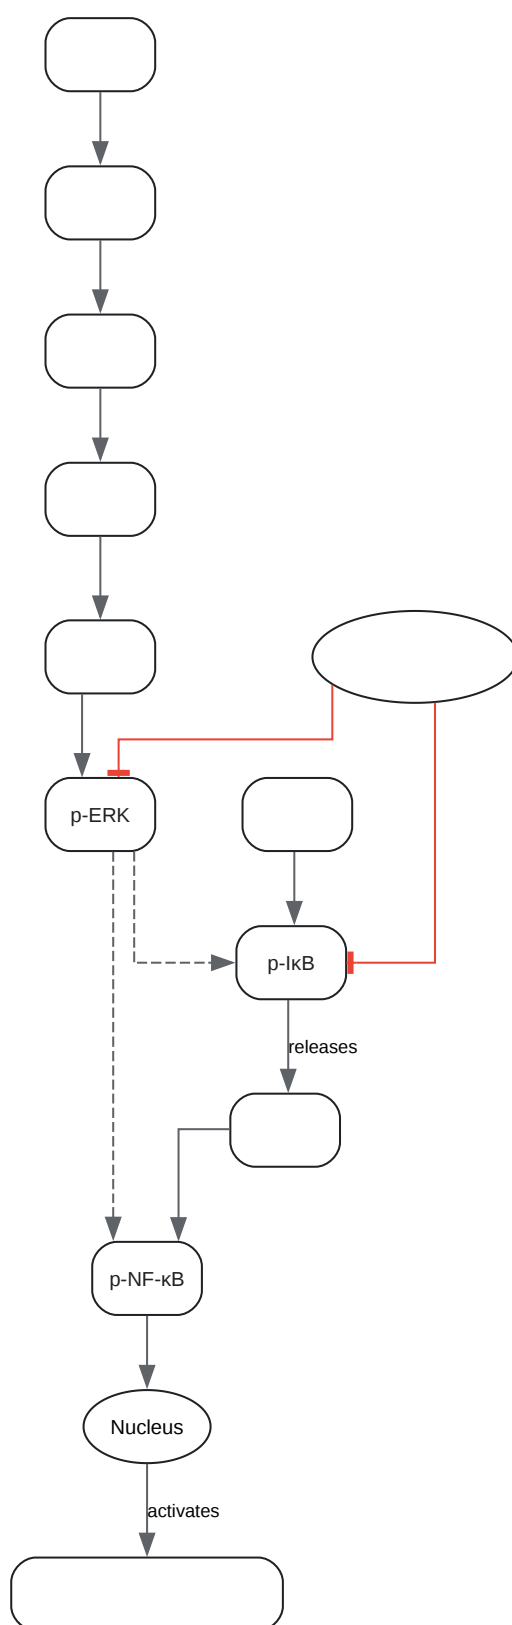 p-ERK
p-IκB
releases
p-NF-κB
Nucleus
activates